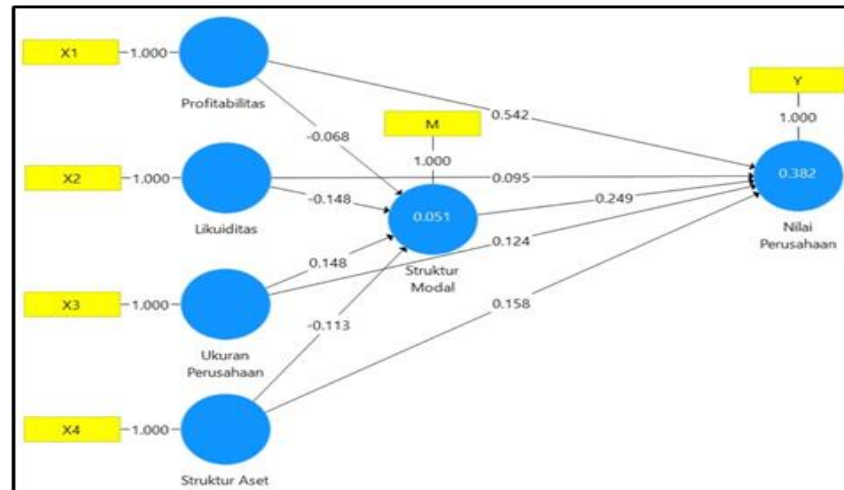 X1
1.000
Profitabilitas
Y
1.000
M
1.000
0.542
-0.068
X2
1.000
Likuiditas
0.095
-0.148
0.051
Struktur
Modal
0.249
0.382
Nilai
Perusahaan
X3
1.000
Ukuran
Perusahaan
0.148
0.124
-0.113
0.158
X4
1.000
Struktur Aset